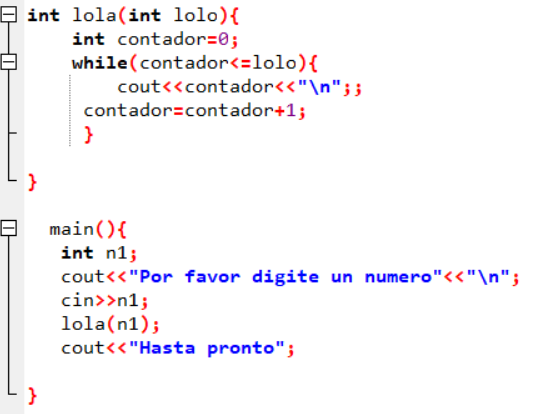 int lola(int lolo){
int contador=0;
while(contador<=lolo){
cout<<contador<<"\n";;
contador=contador+1;
}
}
main(){
int n1;
cout<<"Por favor digite un numero"<<"\n";
cin>>n1;
lola(n1);
cout<<"Hasta pronto";
}